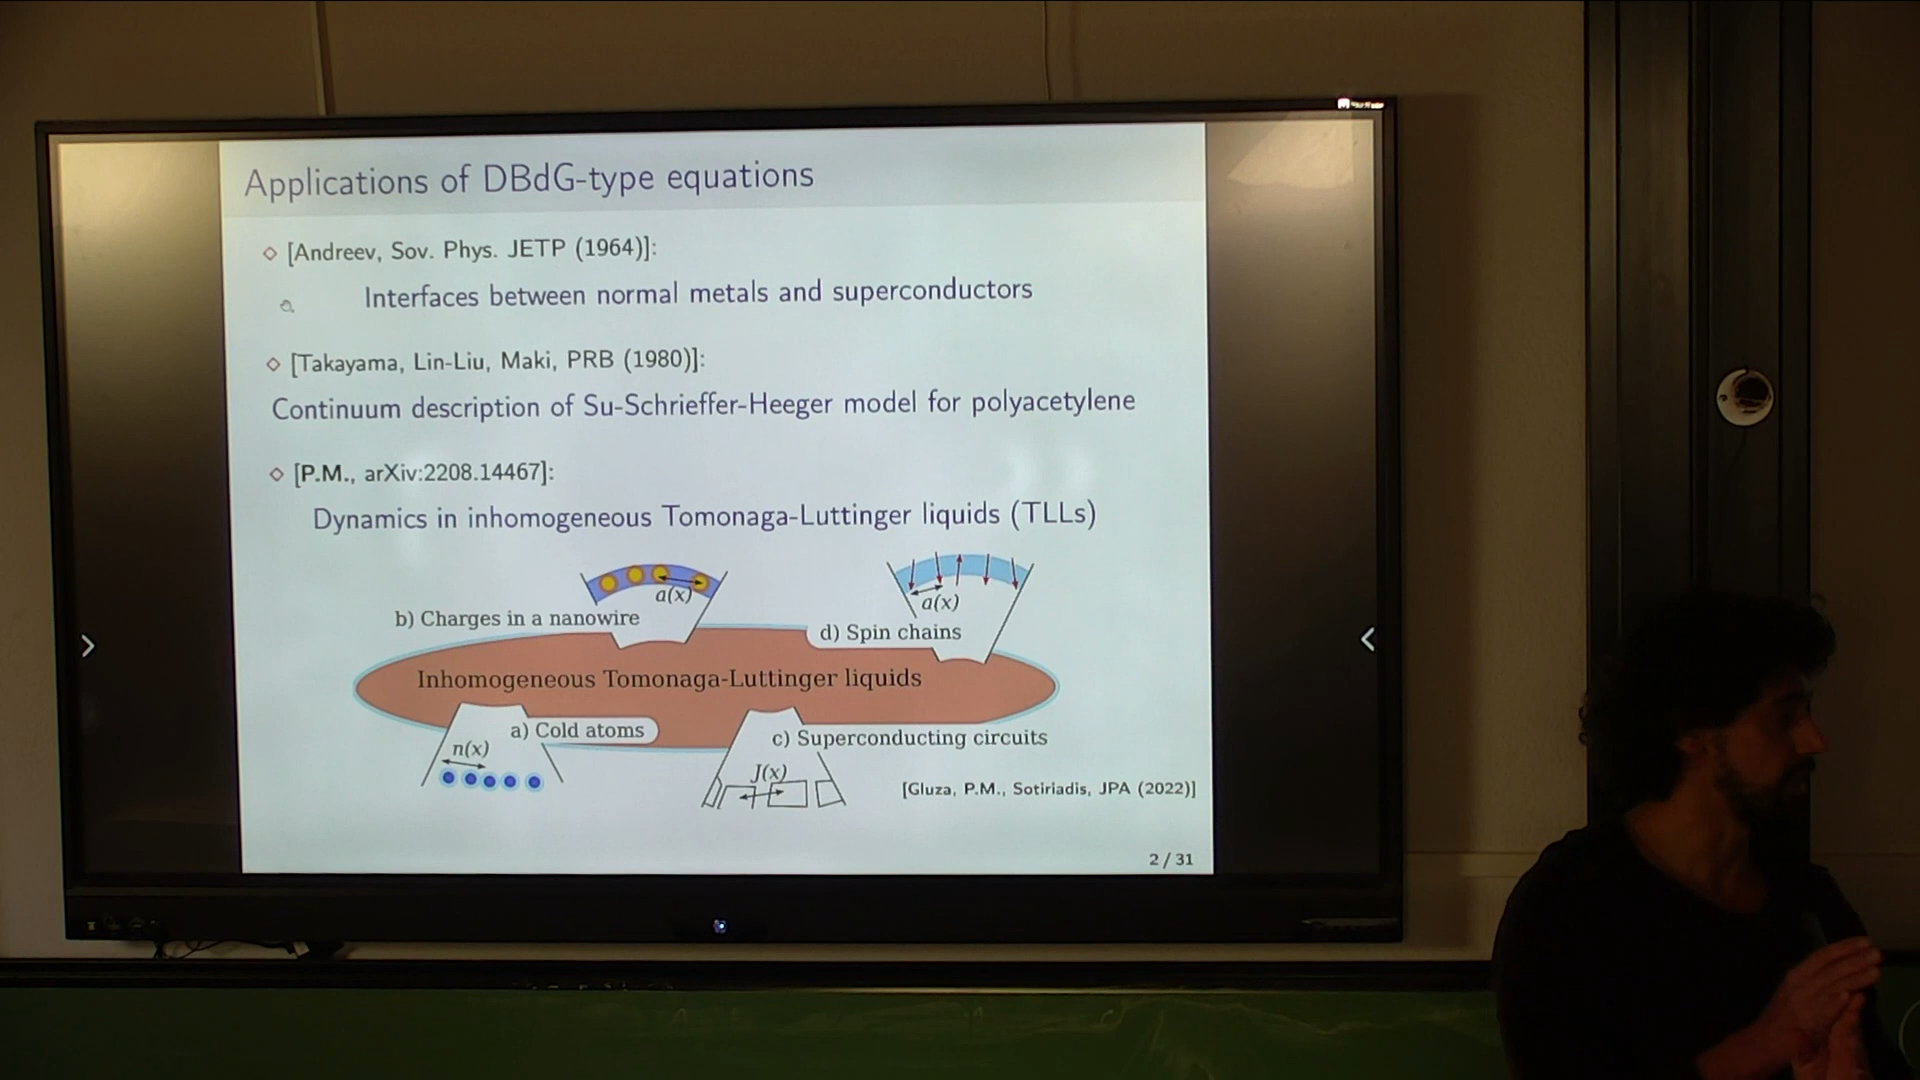 Applications of DBdG-type equations
◇ [Andreev, Sov. Phys. JETP (1964)]:
Interfaces between normal metals and superconductors
◇ [Takayama, Lin-Liu, Maki, PRB (1980)]:
Continuum description of Su-Schrieffer-Heeger model for polyacetylene
◇ [P.M., arXiv:2208.14467]:
Dynamics in inhomogeneous Tomonaga-Luttinger liquids (TLLs)
a(x)
a(x)
b) Charges in a nanowire
d) Spin chains
Inhomogeneous Tomonaga-Luttinger liquids
a) Cold atoms
c) Superconducting circuits
n(x)
J(x)
[Gluza, P.M., Sotiriadis, JPA (2022)]
2 / 31